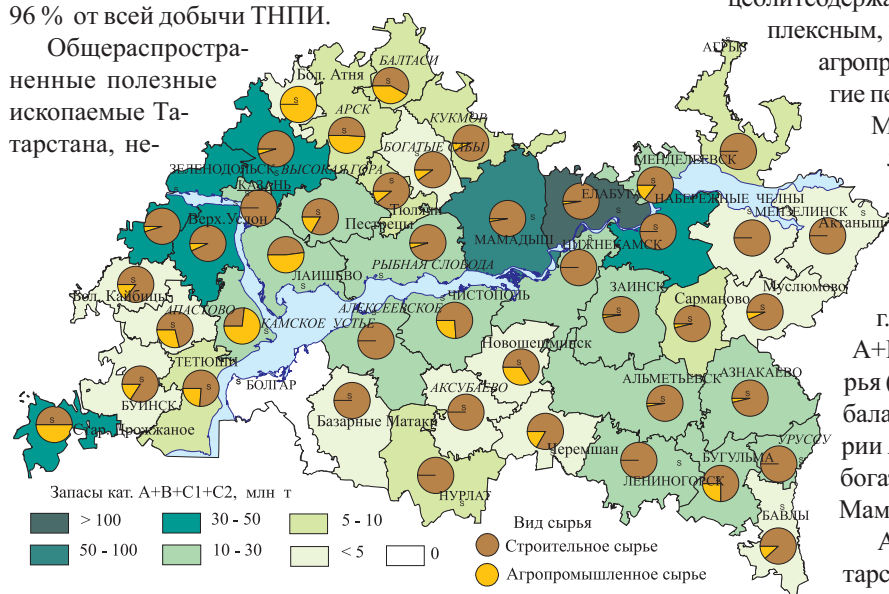 96 % от всей добычи ТНПИ.
Общераспростра-
ненные полезные
ископаемые Та-
тарстана, не-
плексным,
агропр
гие пе
М
г.
А+
рья (
бала
рии
богат
Мам
А
тарс
АГРЫЗ
БАЛТАСИ
Бол. Атня
АРСК
КУКМОР
БОГАТЫЕ САБЫ
ЗЕЛЕНОДОЛЬСК
ВЫСОКАЯ ГОРА
МЕНДЕЛЕЕВСК
КАЗАНЬ
ЕЛАБУГА
НАБЕРЕЖНЫЕ ЧЕЛНЫ
Тюлячи
Пестрецы
МЕНЗЕЛИНСК
Актаныш
Верх.Услон
МАМАДЫШ
НИЖНЕКАМСК
РЫБНАЯ СЛОБОДА
ЛАИШЕВО
ЗАИНСК
Муслюмово
Бол. Кайбицы
ЧИСТОПОЛЬ
Сарманово
АПАСТОВО
АЛЕКСЕЕВСКОЕ
КАМСКОЕ УСТЬЕ
Новошешминск
ТЕТЮШИ
БОЛГАР
АЛЬМЕТЬЕВСК
АЗНАКАЕВО
АКСУБАЕВО
БУИНСК
Базарные Матаки
Стар. Дрожжаное
Черемшан
УРУССУ
БУГУЛЬМА
ЛЕНИНОГОРСК
НУРЛАТ
БАВЛЫ
Запасы кат. А+В+С1+С2, млн т
> 100
30 - 50
5 - 10
50 - 100
10 - 30
< 5
0
Вид сырья
Строительное сырье
Агропромышленное сырье